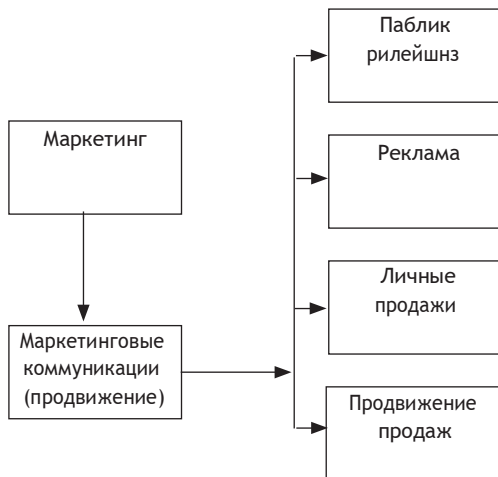 Паблик
рилейшнз
Маркетинг
Реклама
Личные
продажи
Маркетинговые
коммуникации
(продвижение)
Продвижение
продаж